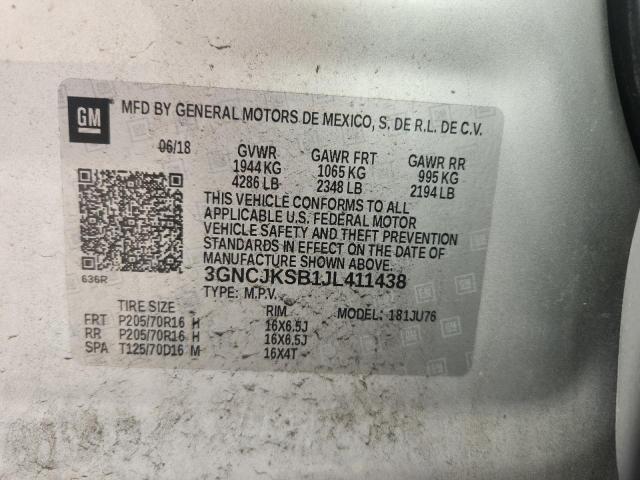 GM MFD BY GENERAL MOTORS DE MEXICO, S. DE R.L. DE C.V.
06/18 GVWR GAWR FRT GAWR RR
1944 KG 1065 KG 995 KG
4286 LB 2348 LB 2194 LB
THIS VEHICLE CONFORMS TO ALL
APPLICABLE U.S. FEDERAL MOTOR
VEHICLE SAFETY AND THEFT PREVENTION
STANDARDS IN EFFECT ON THE DATE OF
MANUFACTURE SHOWN ABOVE.
636R 3GNCJKSB1JL411438
TYPE: M.P.V.
TIRE SIZE RIM MODEL: 181JU76
FRT P205/70R16 H 16X6.5J
RR P205/70R16 H 16X6.5J
SPA T125/70D16 M 16X4T